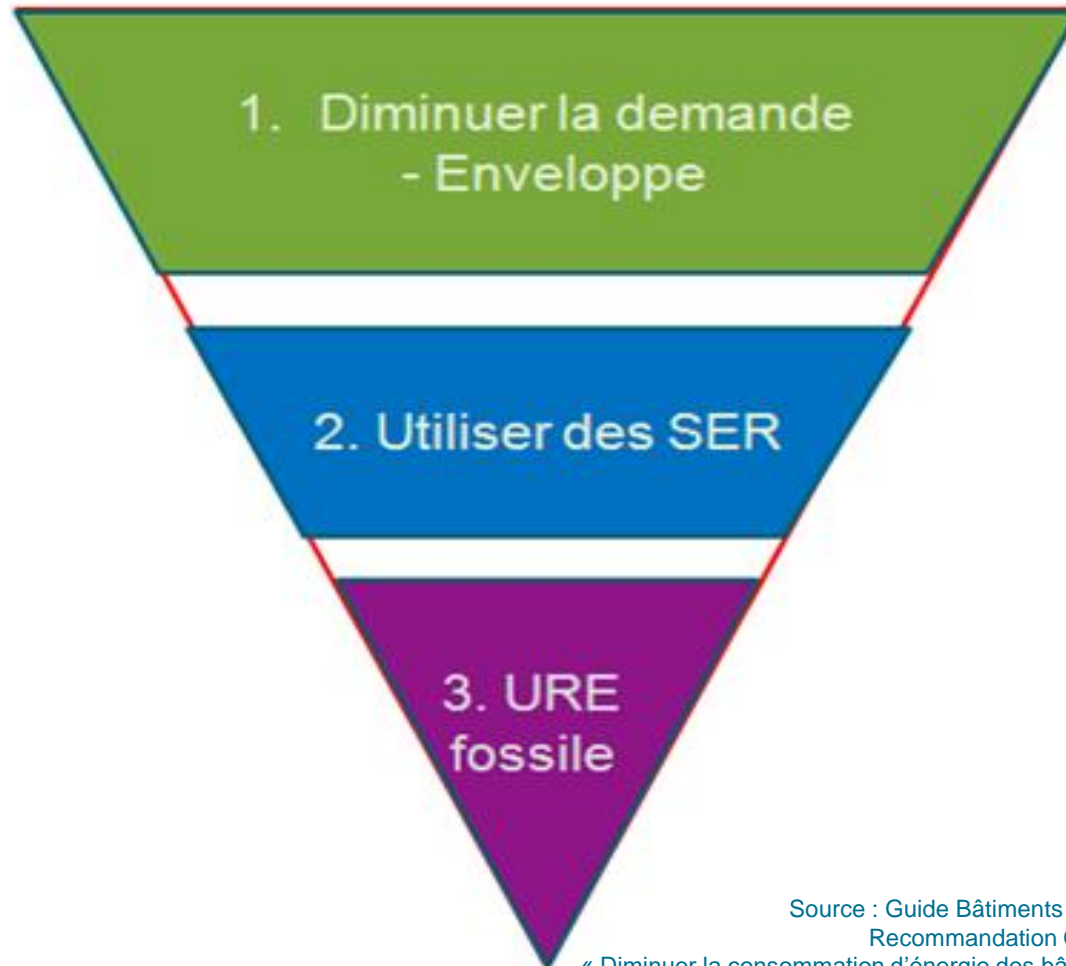 1. Diminuer la demande
- Enveloppe
2. Utiliser des SER
3. URE
fossile
Source : Guide Bâtiments
Recommandation
« Diminuer la consommation d'énergie des